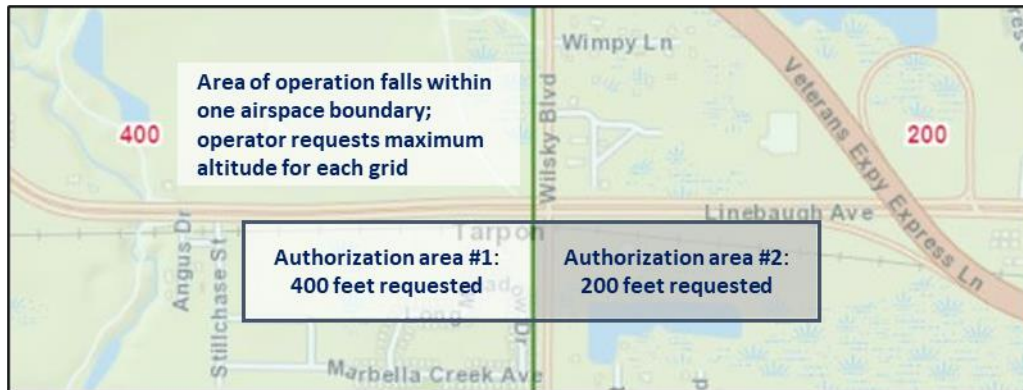 Wimpy Ln
Area of operation falls within
one airspace boundary;
operator requests maximum
altitude for each grid
400
Wilsky Blvd
Veterans Expy Express Ln
200
Linebaugh Ave
Angus Dr
Stillchase St
Tarpon
Authorization area #1:
400 feet requested
Authorization area #2:
200 feet requested
Long
Marbella Creek Ave